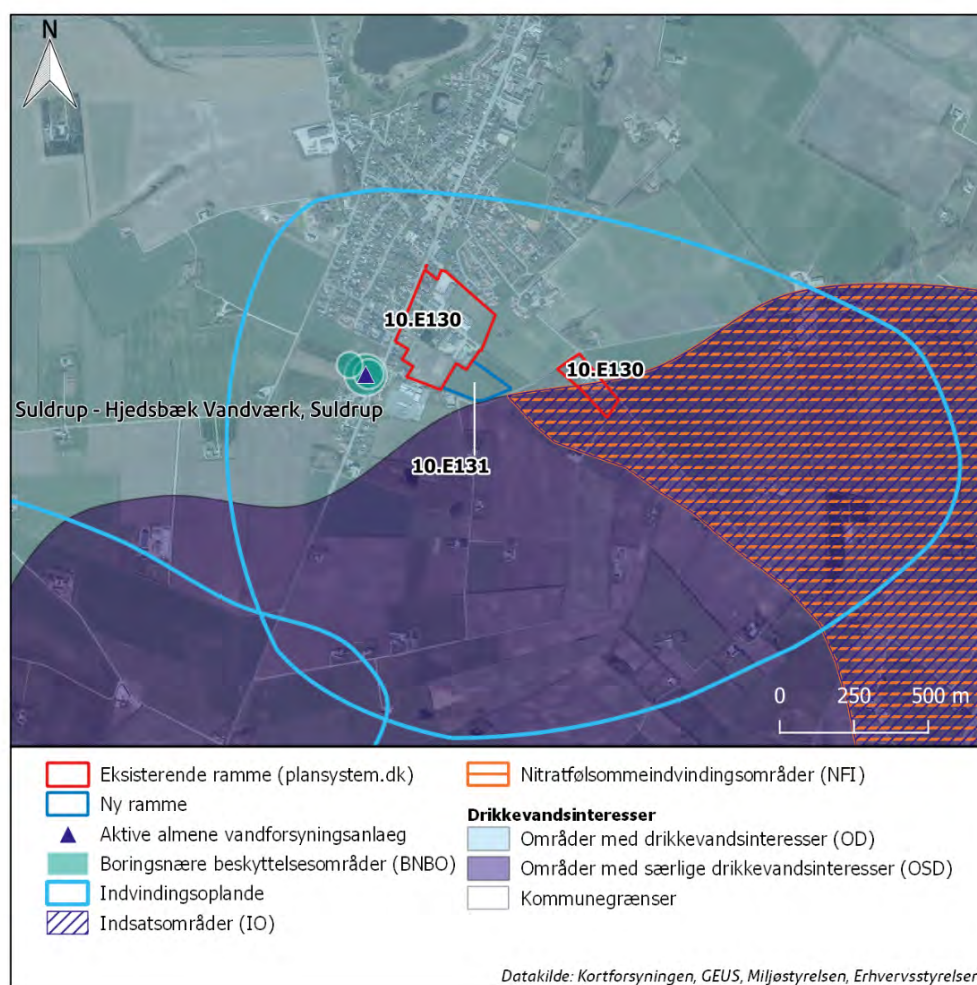 N
10.E130
10.E130
Suldrup - Hjedsbæk Vandværk, Suldrup
10.E131
0 250 500 m
Eksisterende ramme (plansystem.dk)
Ny ramme
Aktive almene vandforsyningsanlaeg
Boringsnære beskyttelsesområder (BNBO)
Indvindingsoplande
Indsatsområder (IO)
Nitratfølsommeindvindingsområder (NFI)
Drikkevandsinteresser
Områder med drikkevandsinteresser (OD)
Områder med særlige drikkevandsinteresser (OSD)
Kommunegrænser
Datakilde: Kortforsyningen, GEUS, Miljøstyrelsen, Erhvervsstyrelsen